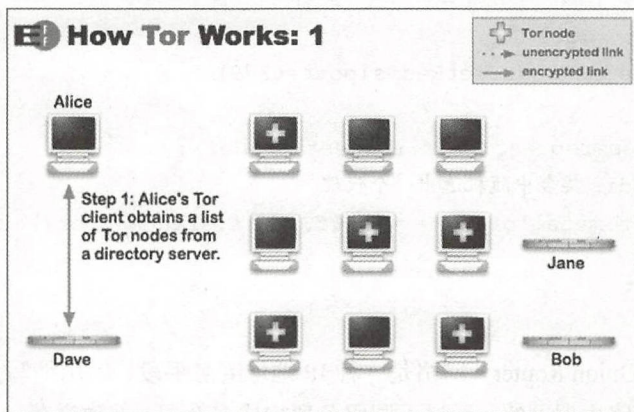 How Tor Works: 1
Tor node
unencrypted link
encrypted link
Alice
Step 1: Alice's Tor
client obtains a list
of Tor nodes from
a directory server.
Jane
Dave
Bob